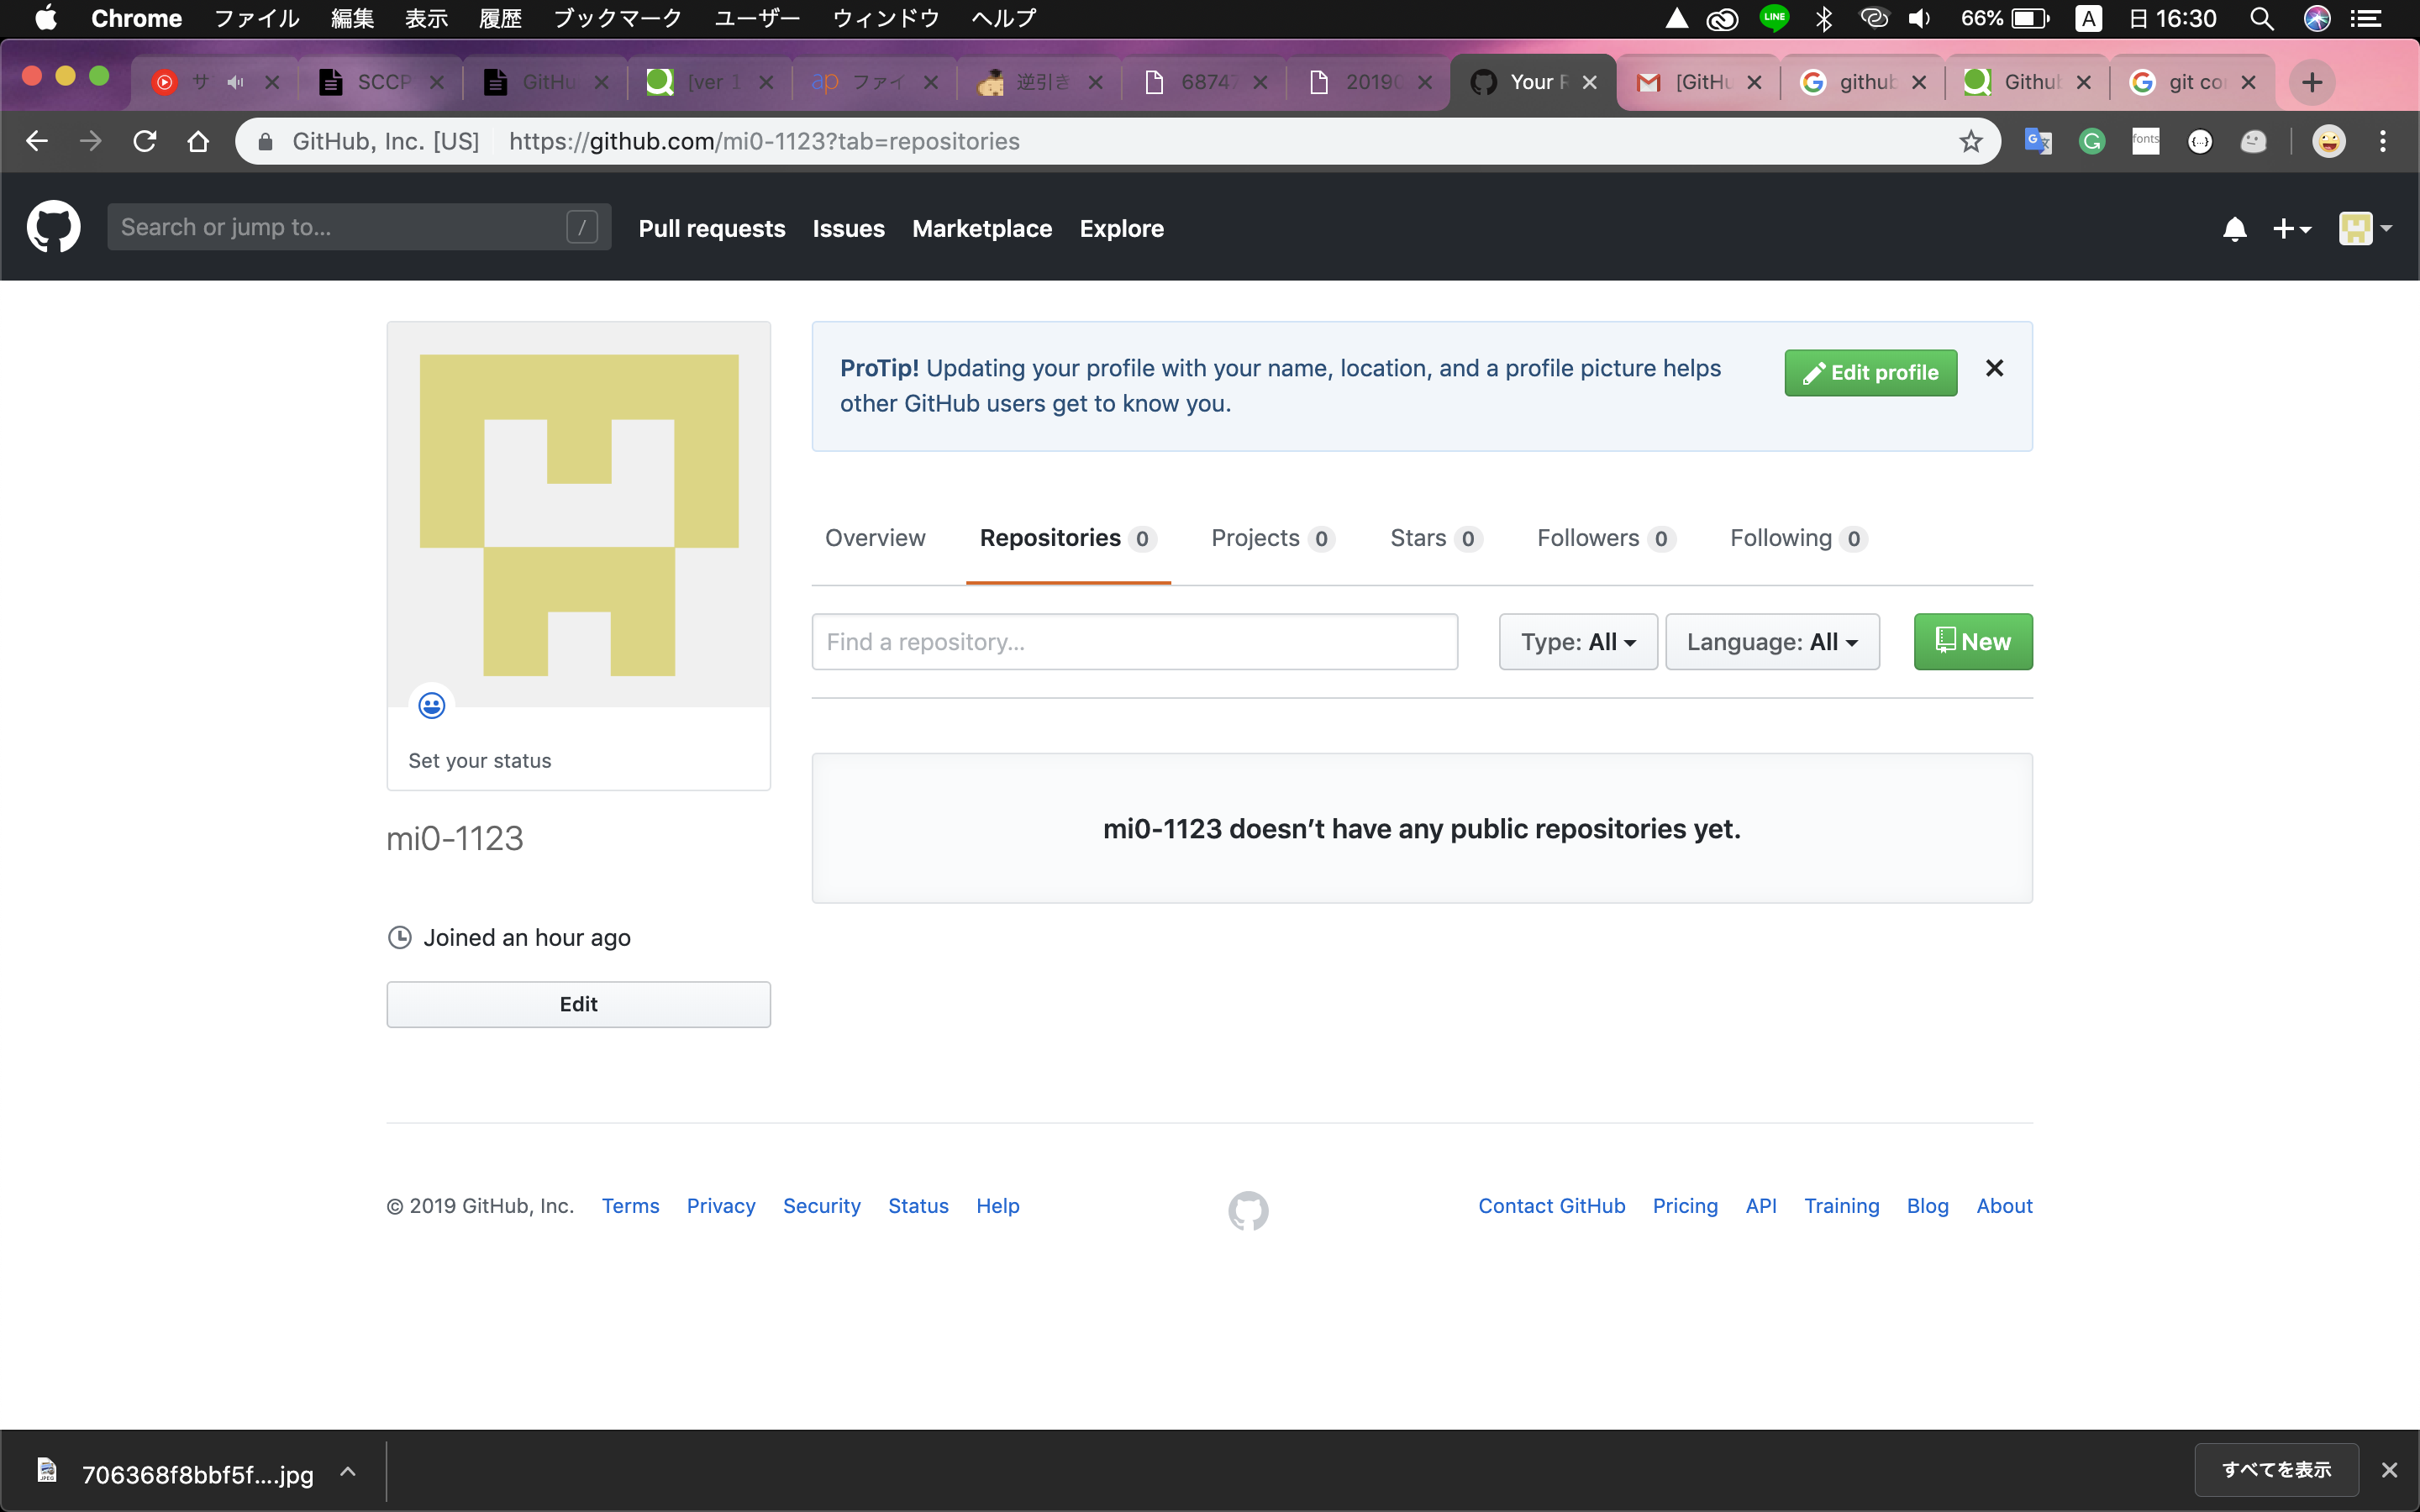 Chrome ファイル 編集 表示 履歴 ブックマーク ユーザー ウィンドウ ヘルプ LINE 66% A 日 16:30
サ SCCP GitHu [ver 1 ap ファイ 逆引き 68747 2019 Your R [GitHu github Github git co
GitHub, Inc. [US] https://github.com/mi0-1123?tab=repositories fonts
Search or jump to... / Pull requests Issues Marketplace Explore
ProTip! Updating your profile with your name, location, and a profile picture helps
other GitHub users get to know you.
Edit profile
Overview Repositories 0 Projects 0 Stars 0 Followers 0 Following 0
Find a repository... Type: All Language: All New
Set your status
mi0-1123 doesn’t have any public repositories yet.
mi0-1123
Joined an hour ago
Edit
© 2019 GitHub, Inc. Terms Privacy Security Status Help Contact GitHub Pricing API Training Blog About
706368f8bbf5f....jpg すべてを表示